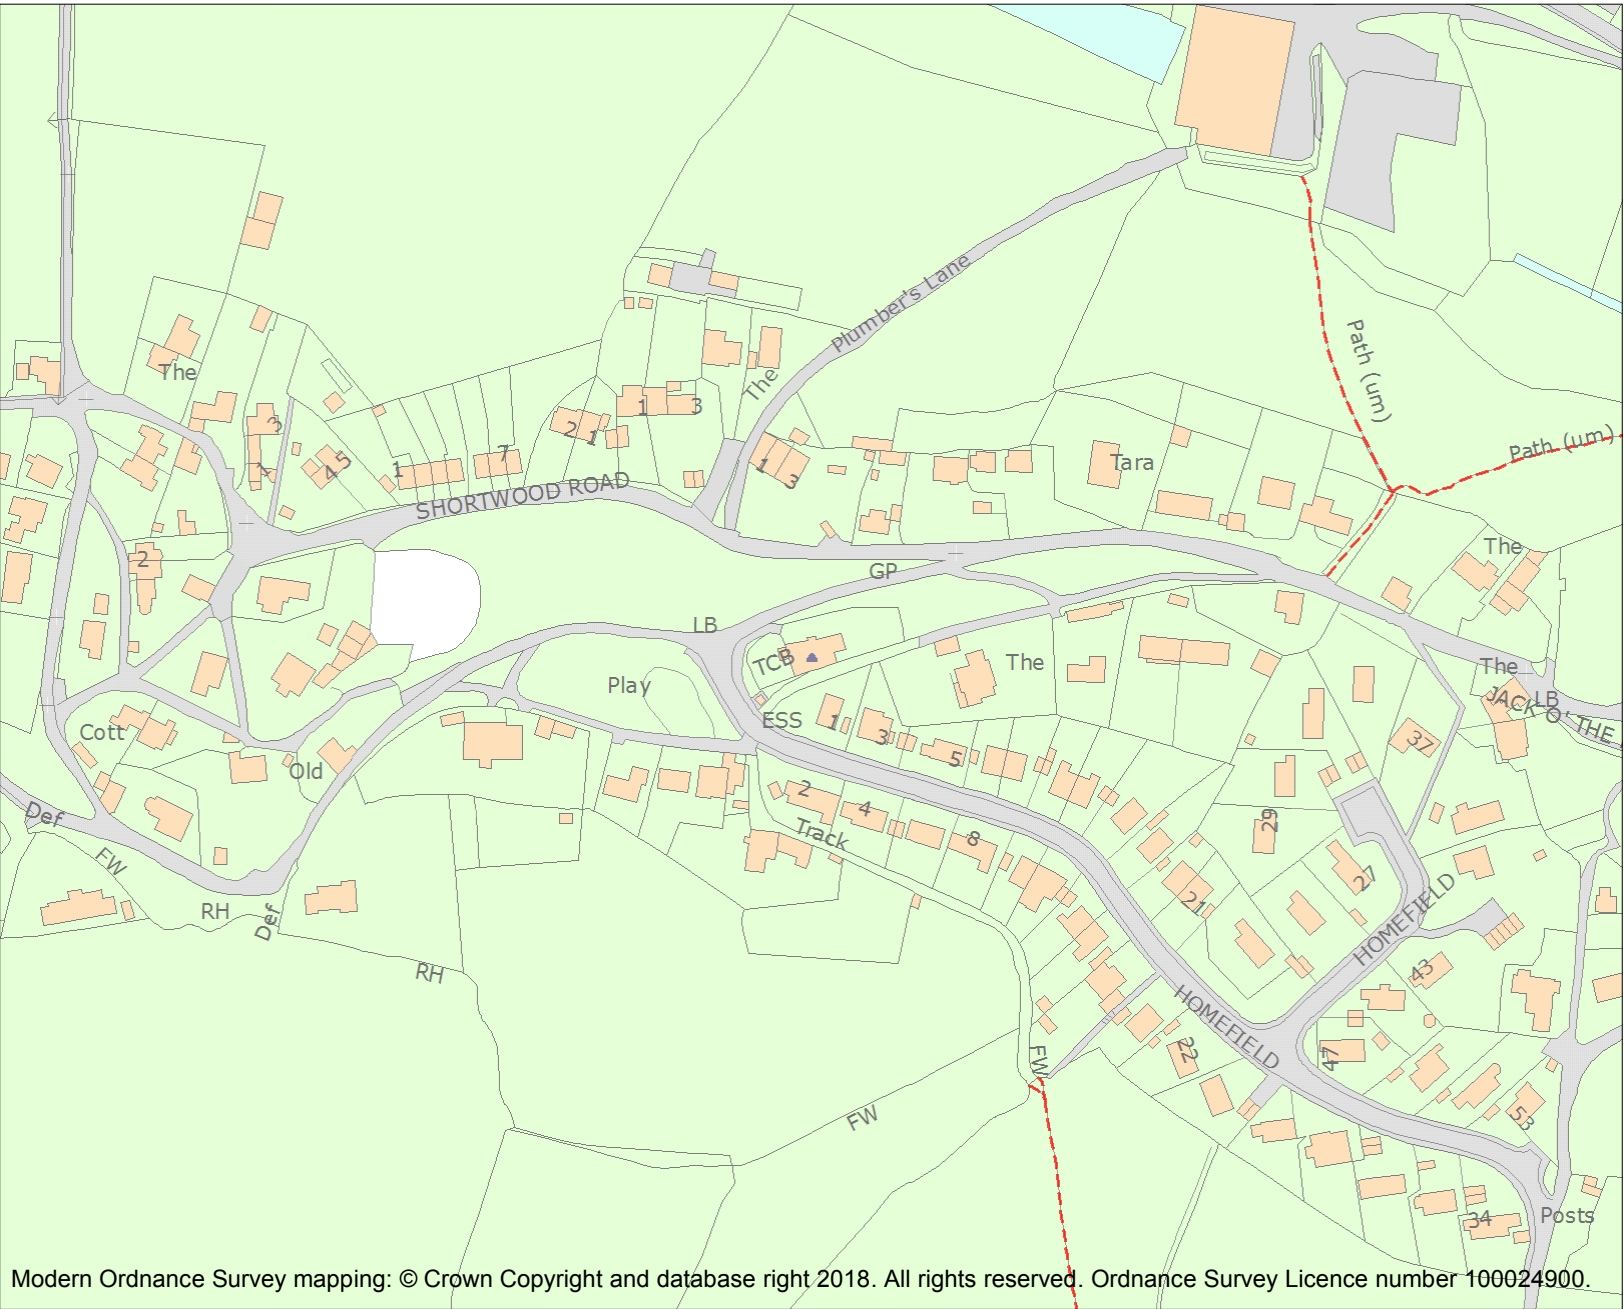 Plumber's Lane
Path (um)
The
The
1
3
3
2
1
Path (um)
7
4 5
1
1
1
3
Tara
SHORTWOOD ROAD
2
The
GP
LB
TCB
The
The
Play
LB
JACK O' THE
ESS
1
3
5
37
Cott
Old
2
4
8
29
Def
Track
27
FW
21
HOMEFIELD
RH
Def
RH
43
HOMEFIELD
22
47
FW
FW
53
34
Posts
Modern Ordnance Survey mapping: © Crown Copyright and database right 2018. All rights reserved. Ordnance Survey Licence number 100024900.